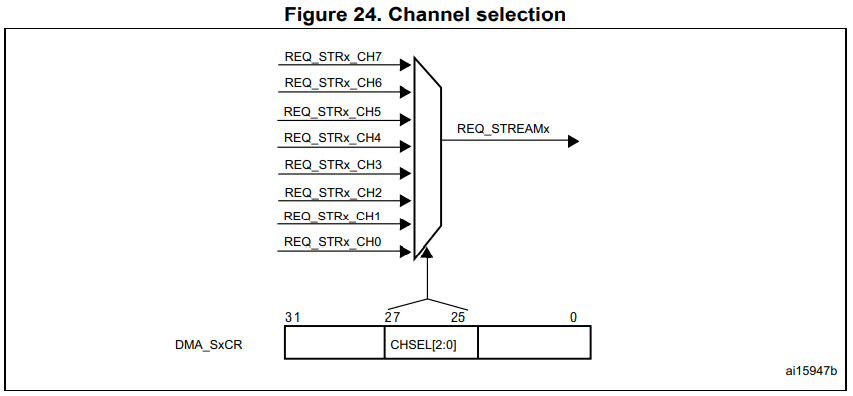 Figure 24. Channel selection
REQ_STRx_CH7
REQ_STRx_CH6
REQ_STRx_CH5
REQ_STRx_CH4
REQ_STRx_CH3
REQ_STRx_CH2
REQ_STRx_CH1
REQ_STRx_CH0
REQ_STREAMx
31 27 25 0
DMA_SxCR CHSEL[2:0]
ai15947b